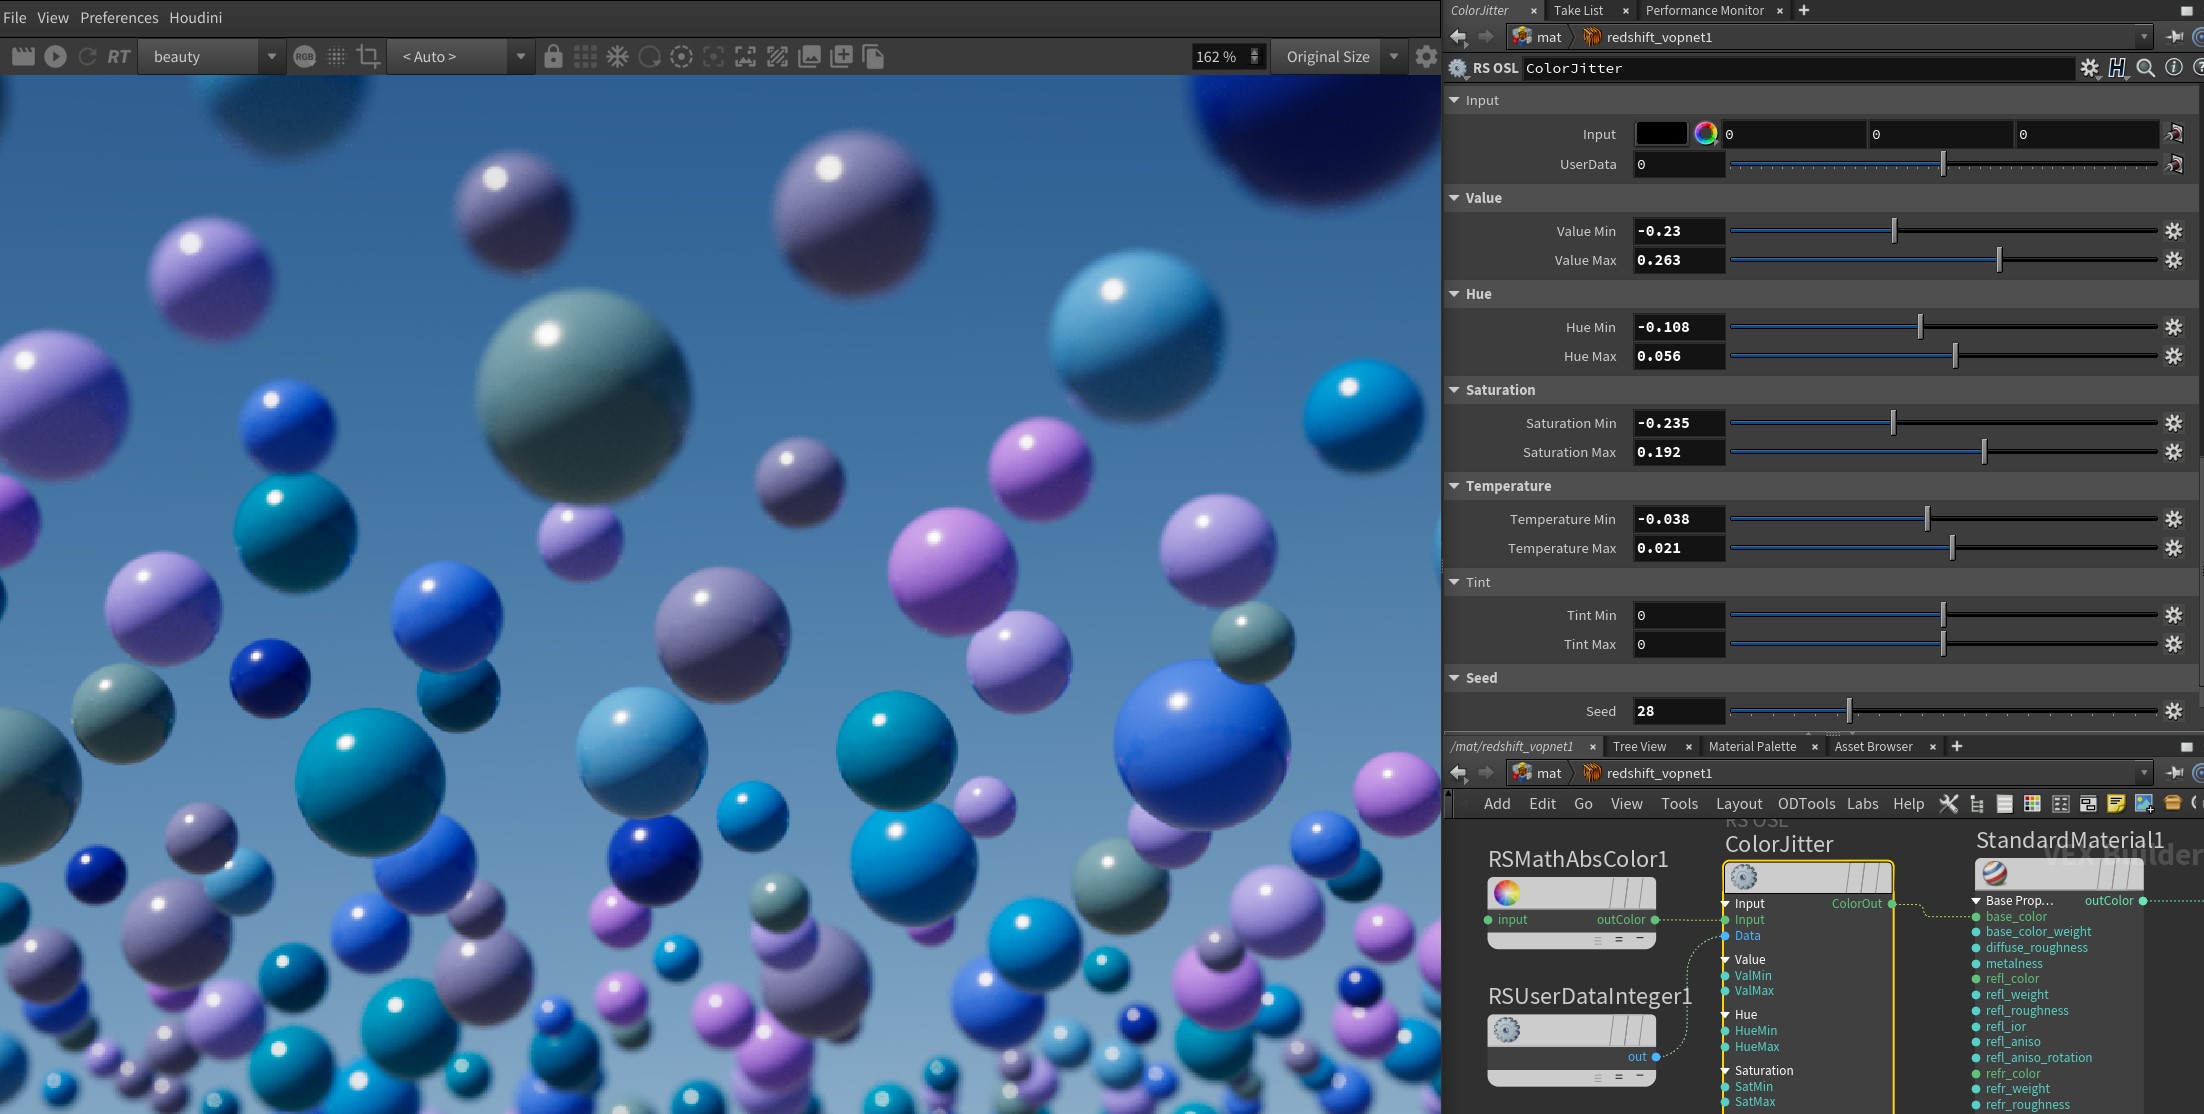 File View Preferences Houdini
RT beauty RGB < Auto > 162 % Original Size
ColorJitter × Take List × Performance Monitor × +
mat redshift_vopnet1
RS OSL ColorJitter
Input
Input 0 0 0
UserData 0
Value
Value Min -0.23
Value Max 0.263
Hue
Hue Min -0.108
Hue Max 0.056
Saturation
Saturation Min -0.235
Saturation Max 0.192
Temperature
Temperature Min -0.038
Temperature Max 0.021
Tint
Tint Min 0
Tint Max 0
Seed
Seed 28
/mat/redshift_vopnet1 × Tree View × Material Palette × Asset Browser × +
mat redshift_vopnet1
Add Edit Go View Tools Layout ODTools Labs Help
RSMathAbsColor1
input outColor
RSUserDataInteger1
out
RS OSL
ColorJitter
Input ColorOut
Input
Data
Value
ValMin
ValMax
Hue
HueMin
HueMax
Saturation
SatMin
SatMax
VEX Builder
StandardMaterial1
Base Prop... outColor
base_color
base_color_weight
diffuse_roughness
metalness
refl_color
refl_weight
refl_roughness
refl_ior
refl_aniso
refl_aniso_rotation
refr_color
refr_weight
refr_roughness